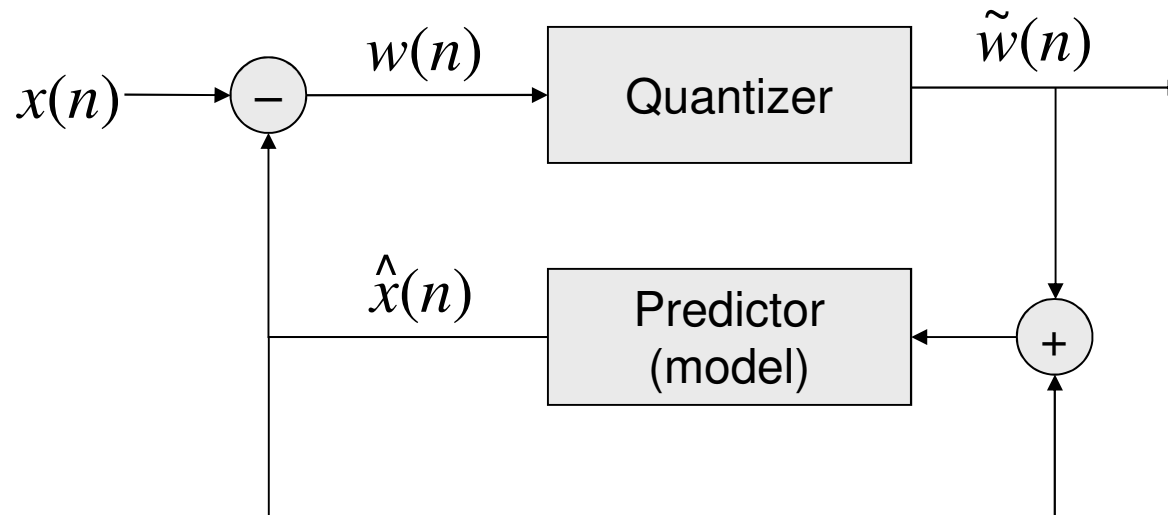 x(n)
−
w(n)
Quantizer
w̃(n)
x̂(n)
Predictor
(model)
+